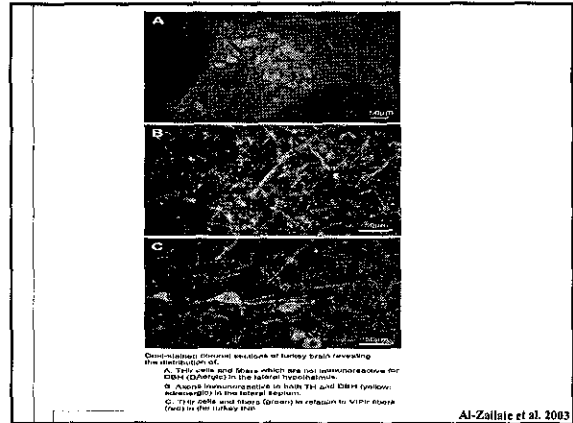 A
50µm
B
C
Dual-stained coronal sections of turkey brain revealing
the distribution of:
A. THir cells and fibers which are not immunoreactive for
DBH (DAergic) in the lateral hypothalmus.
B. Axons immunoreactive to both TH and DBH (yellow:
adrenergic) in the lateral septum.
C. THir cells and fibers (green) in relation to VIPir fibers
(red) in the turkey
Al-Zailaie et al. 2003